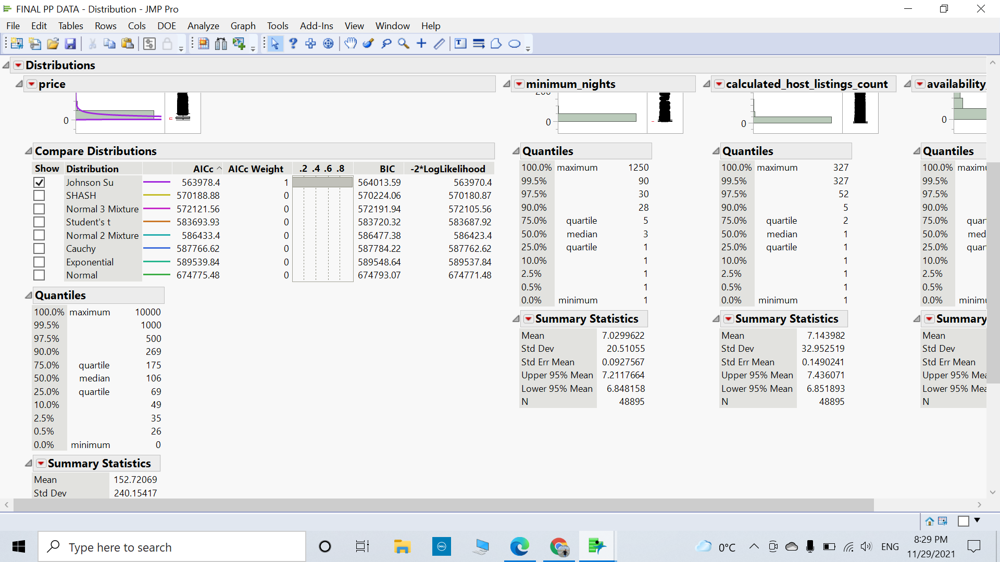 FINAL PP DATA - Distribution - JMP Pro
File Edit Tables Rows Cols DOE Analyze Graph Tools Add-Ins View Window Help
Distributions
price
0
Compare Distributions
Show Distribution AICc AICc Weight .2 .4 .6 .8 BIC -2*LogLikelihood
Johnson Su 563978.4 1 564013.59 563970.4
SHASH 570188.88 0 570224.06 570180.87
Normal 3 Mixture 572121.56 0 572191.94 572105.56
Student's t 583693.93 0 583720.32 583687.92
Normal 2 Mixture 586433.4 0 586477.38 586423.4
Cauchy 587766.62 0 587784.22 587762.62
Exponential 589539.84 0 589548.64 589537.84
Normal 674775.48 0 674793.07 674771.48
Quantiles
100.0% maximum 10000
99.5% 1000
97.5% 500
90.0% 269
75.0% quartile 175
50.0% median 106
25.0% quartile 69
10.0% 49
2.5% 35
0.5% 26
0.0% minimum 0
Summary Statistics
Mean 152.72069
Std Dev 240.15417
minimum_nights
0
Quantiles
100.0% maximum 1250
99.5% 90
97.5% 30
90.0% 28
75.0% quartile 5
50.0% median 3
25.0% quartile 1
10.0% 1
2.5% 1
0.5% 1
0.0% minimum 1
Summary Statistics
Mean 7.0299622
Std Dev 20.51055
Std Err Mean 0.0927567
Upper 95% Mean 7.2117664
Lower 95% Mean 6.848158
N 48895
calculated_host_listings_count
0
Quantiles
100.0% maximum 327
99.5% 327
97.5% 52
90.0% 5
75.0% quartile 2
50.0% median 1
25.0% quartile 1
10.0% 1
2.5% 1
0.5% 1
0.0% minimum 1
Summary Statistics
Mean 7.143982
Std Dev 32.952519
Std Err Mean 0.1490241
Upper 95% Mean 7.436071
Lower 95% Mean 6.851893
N 48895
availability_
0
Quantiles
100.0% maximu
99.5%
97.5%
90.0%
75.0% quar
50.0% med
25.0% quar
10.0%
2.5%
0.5%
0.0% minimu
Summary
Mean
Std Dev
Std Err Mean
Upper 95% Mea
Lower 95% Mea
N
Type here to search
DELL
0°C
ENG
8:29 PM
11/29/2021